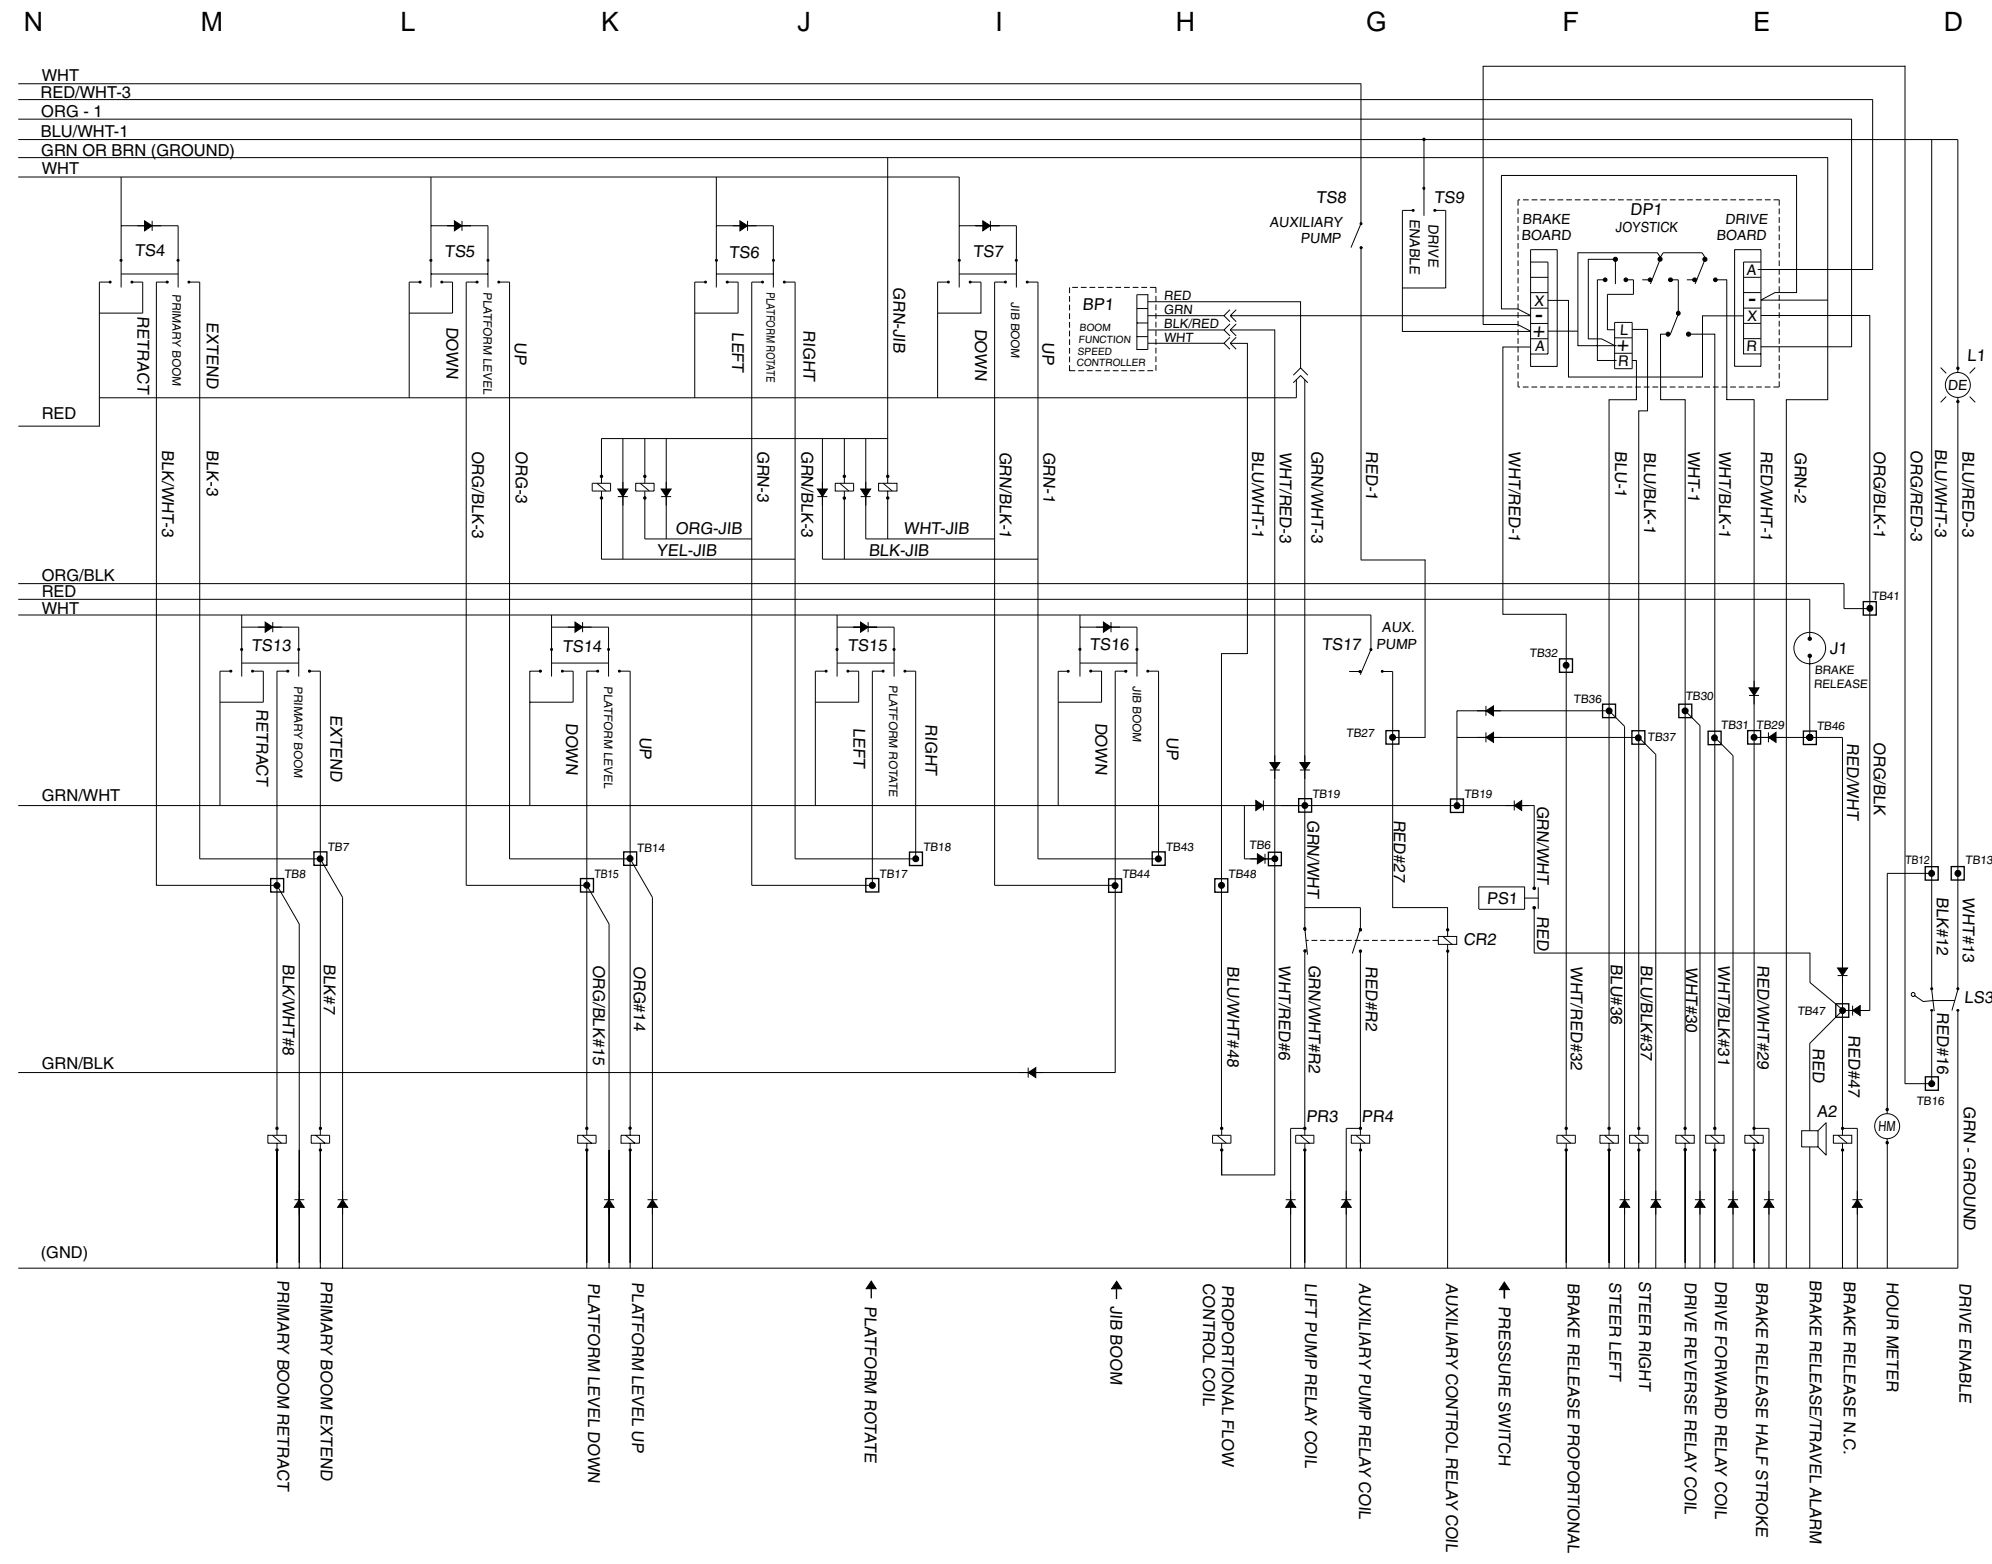 N M L K J I H G F E D
WHT
RED/WHT-3
ORG - 1
BLU/WHT-1
GRN OR BRN (GROUND)
WHT
TS4
RETRACT
PRIMARY BOOM
EXTEND
TS5
DOWN
PLATFORM LEVEL
UP
TS6
LEFT
PLATFORM ROTATE
RIGHT
GRN-JIB
TS7
DOWN
JIB BOOM
UP
BP1
BOOM
FUNCTION
SPEED
CONTROLLER
RED
GRN
BLK/RED
WHT
TS8
AUXILIARY
PUMP
TS9
DRIVE
ENABLE
DP1
JOYSTICK
BRAKE
BOARD
DRIVE
BOARD
X
-
+
A
L
+
R
A
-
X
R
L1
DE
RED
BLK/WHT-3
BLK-3
ORG/BLK-3
ORG-3
ORG-JIB
YEL-JIB
GRN-3
GRN/BLK-3
WHT-JIB
BLK-JIB
GRN/BLK-1
GRN-1
BLU/WHT-1
WHT/RED-3
GRN/WHT-3
RED-1
WHT/RED-1
BLU-1
BLU/BLK-1
WHT-1
WHT/BLK-1
RED/WHT-1
GRN-2
ORG/BLK-1
ORG/RED-3
BLU/WHT-3
BLU/RED-3
ORG/BLK
RED
WHT
TB41
TS13
RETRACT
PRIMARY BOOM
EXTEND
TS14
DOWN
PLATFORM LEVEL
UP
TS15
LEFT
PLATFORM ROTATE
RIGHT
TS16
DOWN
JIB BOOM
UP
TS17
AUX.
PUMP
TB27
TB32
TB36
TB37
TB30
TB31
TB29
TB46
J1
BRAKE
RELEASE
RED/WHT
ORG/BLK
GRN/WHT
TB19
TB19
GRN/WHT
RED#27
GRN/WHT
PS1
RED
TB7
TB8
TB14
TB15
TB18
TB17
TB43
TB44
TB6
TB48
TB12
TB13
CR2
BLK/WHT#8
BLK#7
ORG/BLK#15
ORG#14
BLU/WHT#48
WHT/RED#6
GRN/WHT#R2
RED#R2
WHT/RED#32
BLU#36
BLU/BLK#37
WHT#30
WHT/BLK#31
RED/WHT#29
TB47
RED
RED#47
BLK#12
WHT#13
LS3
RED#16
TB16
GRN - GROUND
GRN/BLK
PR3
PR4
A2
HM
(GND)
PRIMARY BOOM RETRACT
PRIMARY BOOM EXTEND
PLATFORM LEVEL DOWN
PLATFORM LEVEL UP
PLATFORM ROTATE
JIB BOOM
PROPORTIONAL FLOW
CONTROL COIL
LIFT PUMP RELAY COIL
AUXILIARY PUMP RELAY COIL
AUXILIARY CONTROL RELAY COIL
PRESSURE SWITCH
BRAKE RELEASE PROPORTIONAL
STEER LEFT
STEER RIGHT
DRIVE REVERSE RELAY COIL
DRIVE FORWARD RELAY COIL
BRAKE RELEASE HALF STROKE
BRAKE RELEASE/TRAVEL ALARM
BRAKE RELEASE N.C.
HOUR METER
DRIVE ENABLE